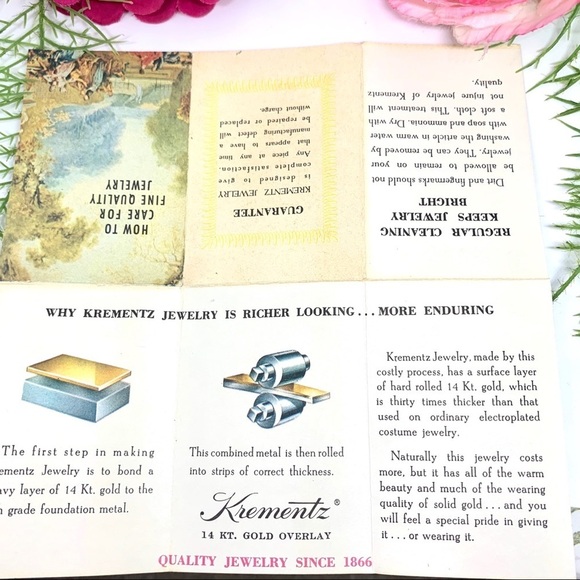 HOW TO
CARE FOR
FINE QUALITY
JEWELRY
GUARANTEE
KREMENTZ JEWELRY
is designed to give
complete satisfaction.
Any piece at any time
that appears to have a
manufacturing defect will
be repaired or replaced
without charge.
REGULAR CLEANING
KEEPS JEWELRY
BRIGHT
Dirt and fingermarks should not
be allowed to remain on your
jewelry. They can be removed by
washing the article in warm water
with soap and ammonia. Dry with
a soft cloth. This treatment will
not injure jewelry of Krementz
quality.
WHY KREMENTZ JEWELRY IS RICHER LOOKING...MORE ENDURING
The first step in making
ementz Jewelry is to bond a
avy layer of 14 Kt. gold to the
h grade foundation metal.
This combined metal is then rolled
into strips of correct thickness.
Krementz®
14 KT. GOLD OVERLAY
Krementz Jewelry, made by this
costly process, has a surface layer
of hard rolled 14 Kt. gold, which
is thirty times thicker than that
used on ordinary electroplated
costume jewelry.
Naturally this jewelry costs
more, but it has all of the warm
beauty and much of the wearing
quality of solid gold...and you
will feel a special pride in giving
it...or wearing it.
QUALITY JEWELRY SINCE 1866